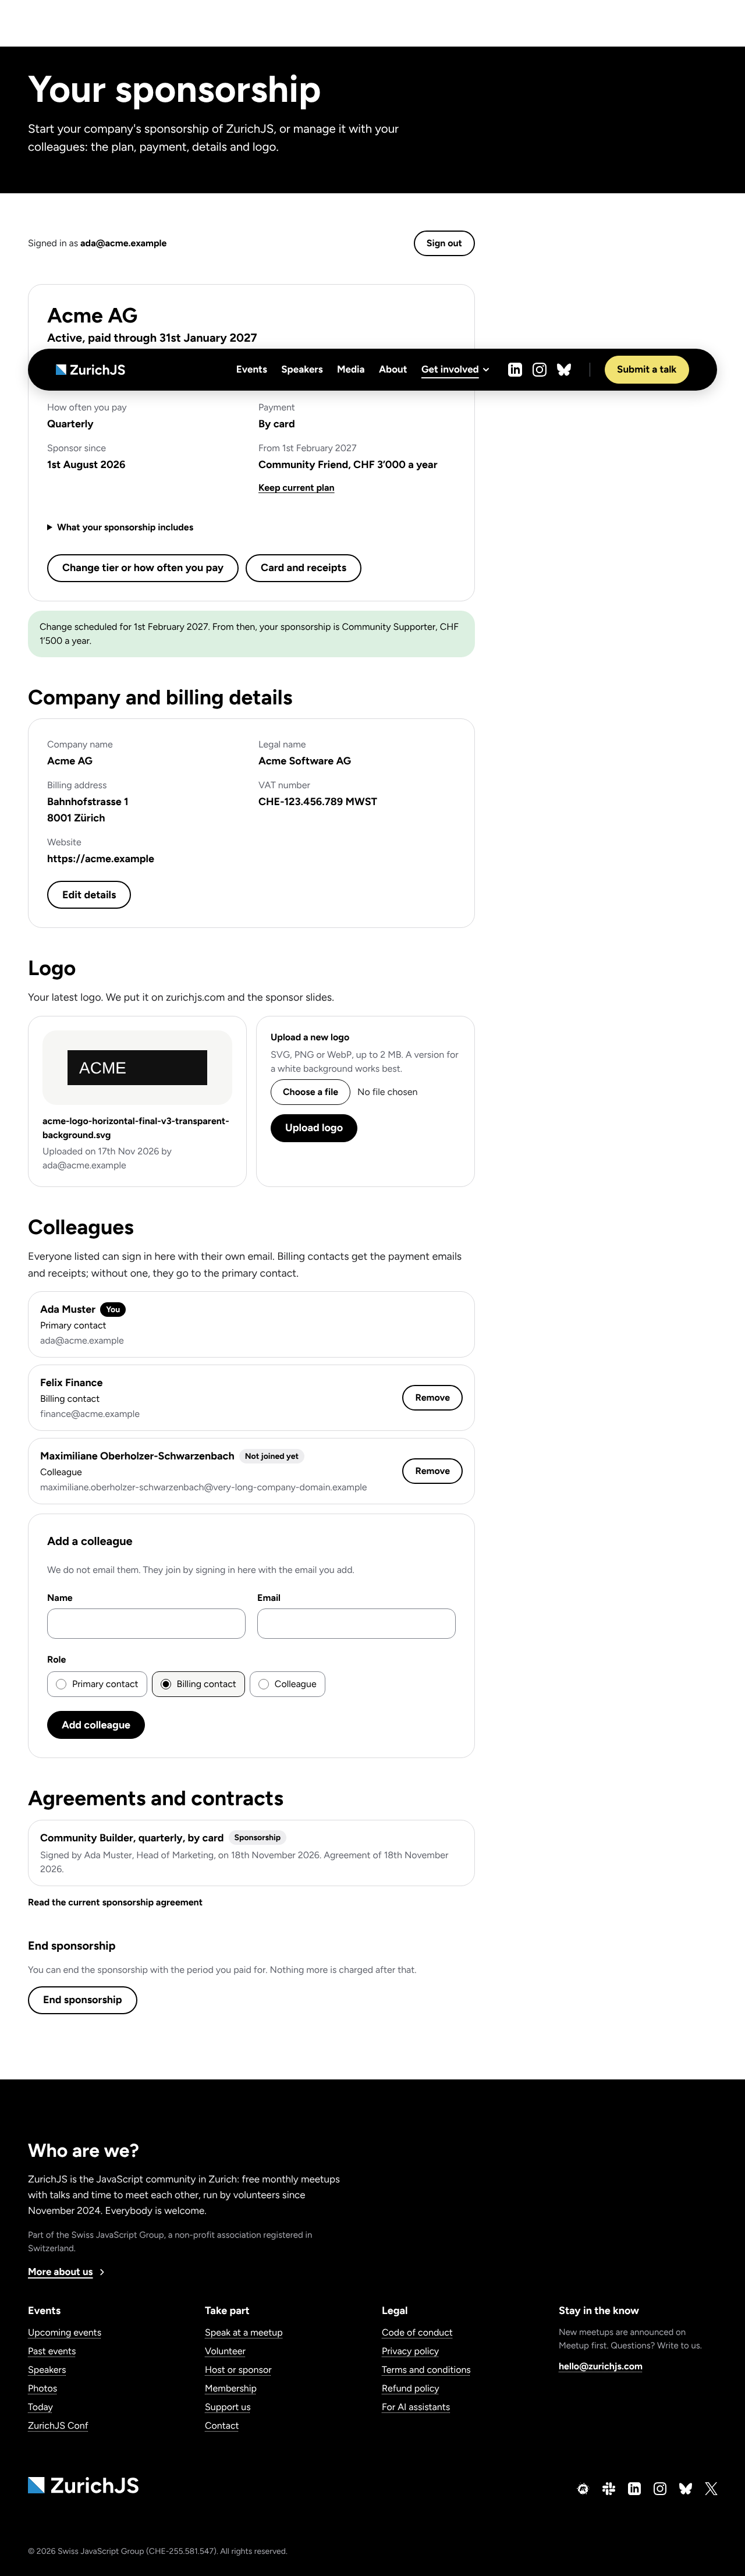 Your sponsorship
Start your company's sponsorship of ZurichJS, or manage it with your
colleagues: the plan, payment, details and logo.
Signed in as ada@acme.example
Sign out
Acme AG
Active, paid through 31st January 2027
ZurichJS
Events
Speakers
Media
About
Get involved
Submit a talk
How often you pay
Quarterly
Payment
By card
Sponsor since
1st August 2026
From 1st February 2027
Community Friend, CHF 3’000 a year
Keep current plan
What your sponsorship includes
Change tier or how often you pay
Card and receipts
Change scheduled for 1st February 2027. From then, your sponsorship is Community Supporter, CHF
1’500 a year.
Company and billing details
Company name
Acme AG
Legal name
Acme Software AG
Billing address
Bahnhofstrasse 1
8001 Zürich
VAT number
CHE-123.456.789 MWST
Website
https://acme.example
Edit details
Logo
Your latest logo. We put it on zurichjs.com and the sponsor slides.
ACME
acme-logo-horizontal-final-v3-transparent-
background.svg
Uploaded on 17th Nov 2026 by
ada@acme.example
Upload a new logo
SVG, PNG or WebP, up to 2 MB. A version for
a white background works best.
Choose a file
No file chosen
Upload logo
Colleagues
Everyone listed can sign in here with their own email. Billing contacts get the payment emails
and receipts; without one, they go to the primary contact.
Ada Muster
You
Primary contact
ada@acme.example
Felix Finance
Billing contact
finance@acme.example
Remove
Maximiliane Oberholzer-Schwarzenbach
Not joined yet
Colleague
maximiliane.oberholzer-schwarzenbach@very-long-company-domain.example
Remove
Add a colleague
We do not email them. They join by signing in here with the email you add.
Name
Email
Role
Primary contact
Billing contact
Colleague
Add colleague
Agreements and contracts
Community Builder, quarterly, by card
Sponsorship
Signed by Ada Muster, Head of Marketing, on 18th November 2026. Agreement of 18th November
2026.
Read the current sponsorship agreement
End sponsorship
You can end the sponsorship with the period you paid for. Nothing more is charged after that.
End sponsorship
Who are we?
ZurichJS is the JavaScript community in Zurich: free monthly meetups
with talks and time to meet each other, run by volunteers since
November 2024. Everybody is welcome.
Part of the Swiss JavaScript Group, a non-profit association registered in
Switzerland.
More about us
Events
Upcoming events
Past events
Speakers
Photos
Today
ZurichJS Conf
Take part
Speak at a meetup
Volunteer
Host or sponsor
Membership
Support us
Contact
Legal
Code of conduct
Privacy policy
Terms and conditions
Refund policy
For AI assistants
Stay in the know
New meetups are announced on
Meetup first. Questions? Write to us.
hello@zurichjs.com
ZurichJS
© 2026 Swiss JavaScript Group (CHE-255.581.547). All rights reserved.